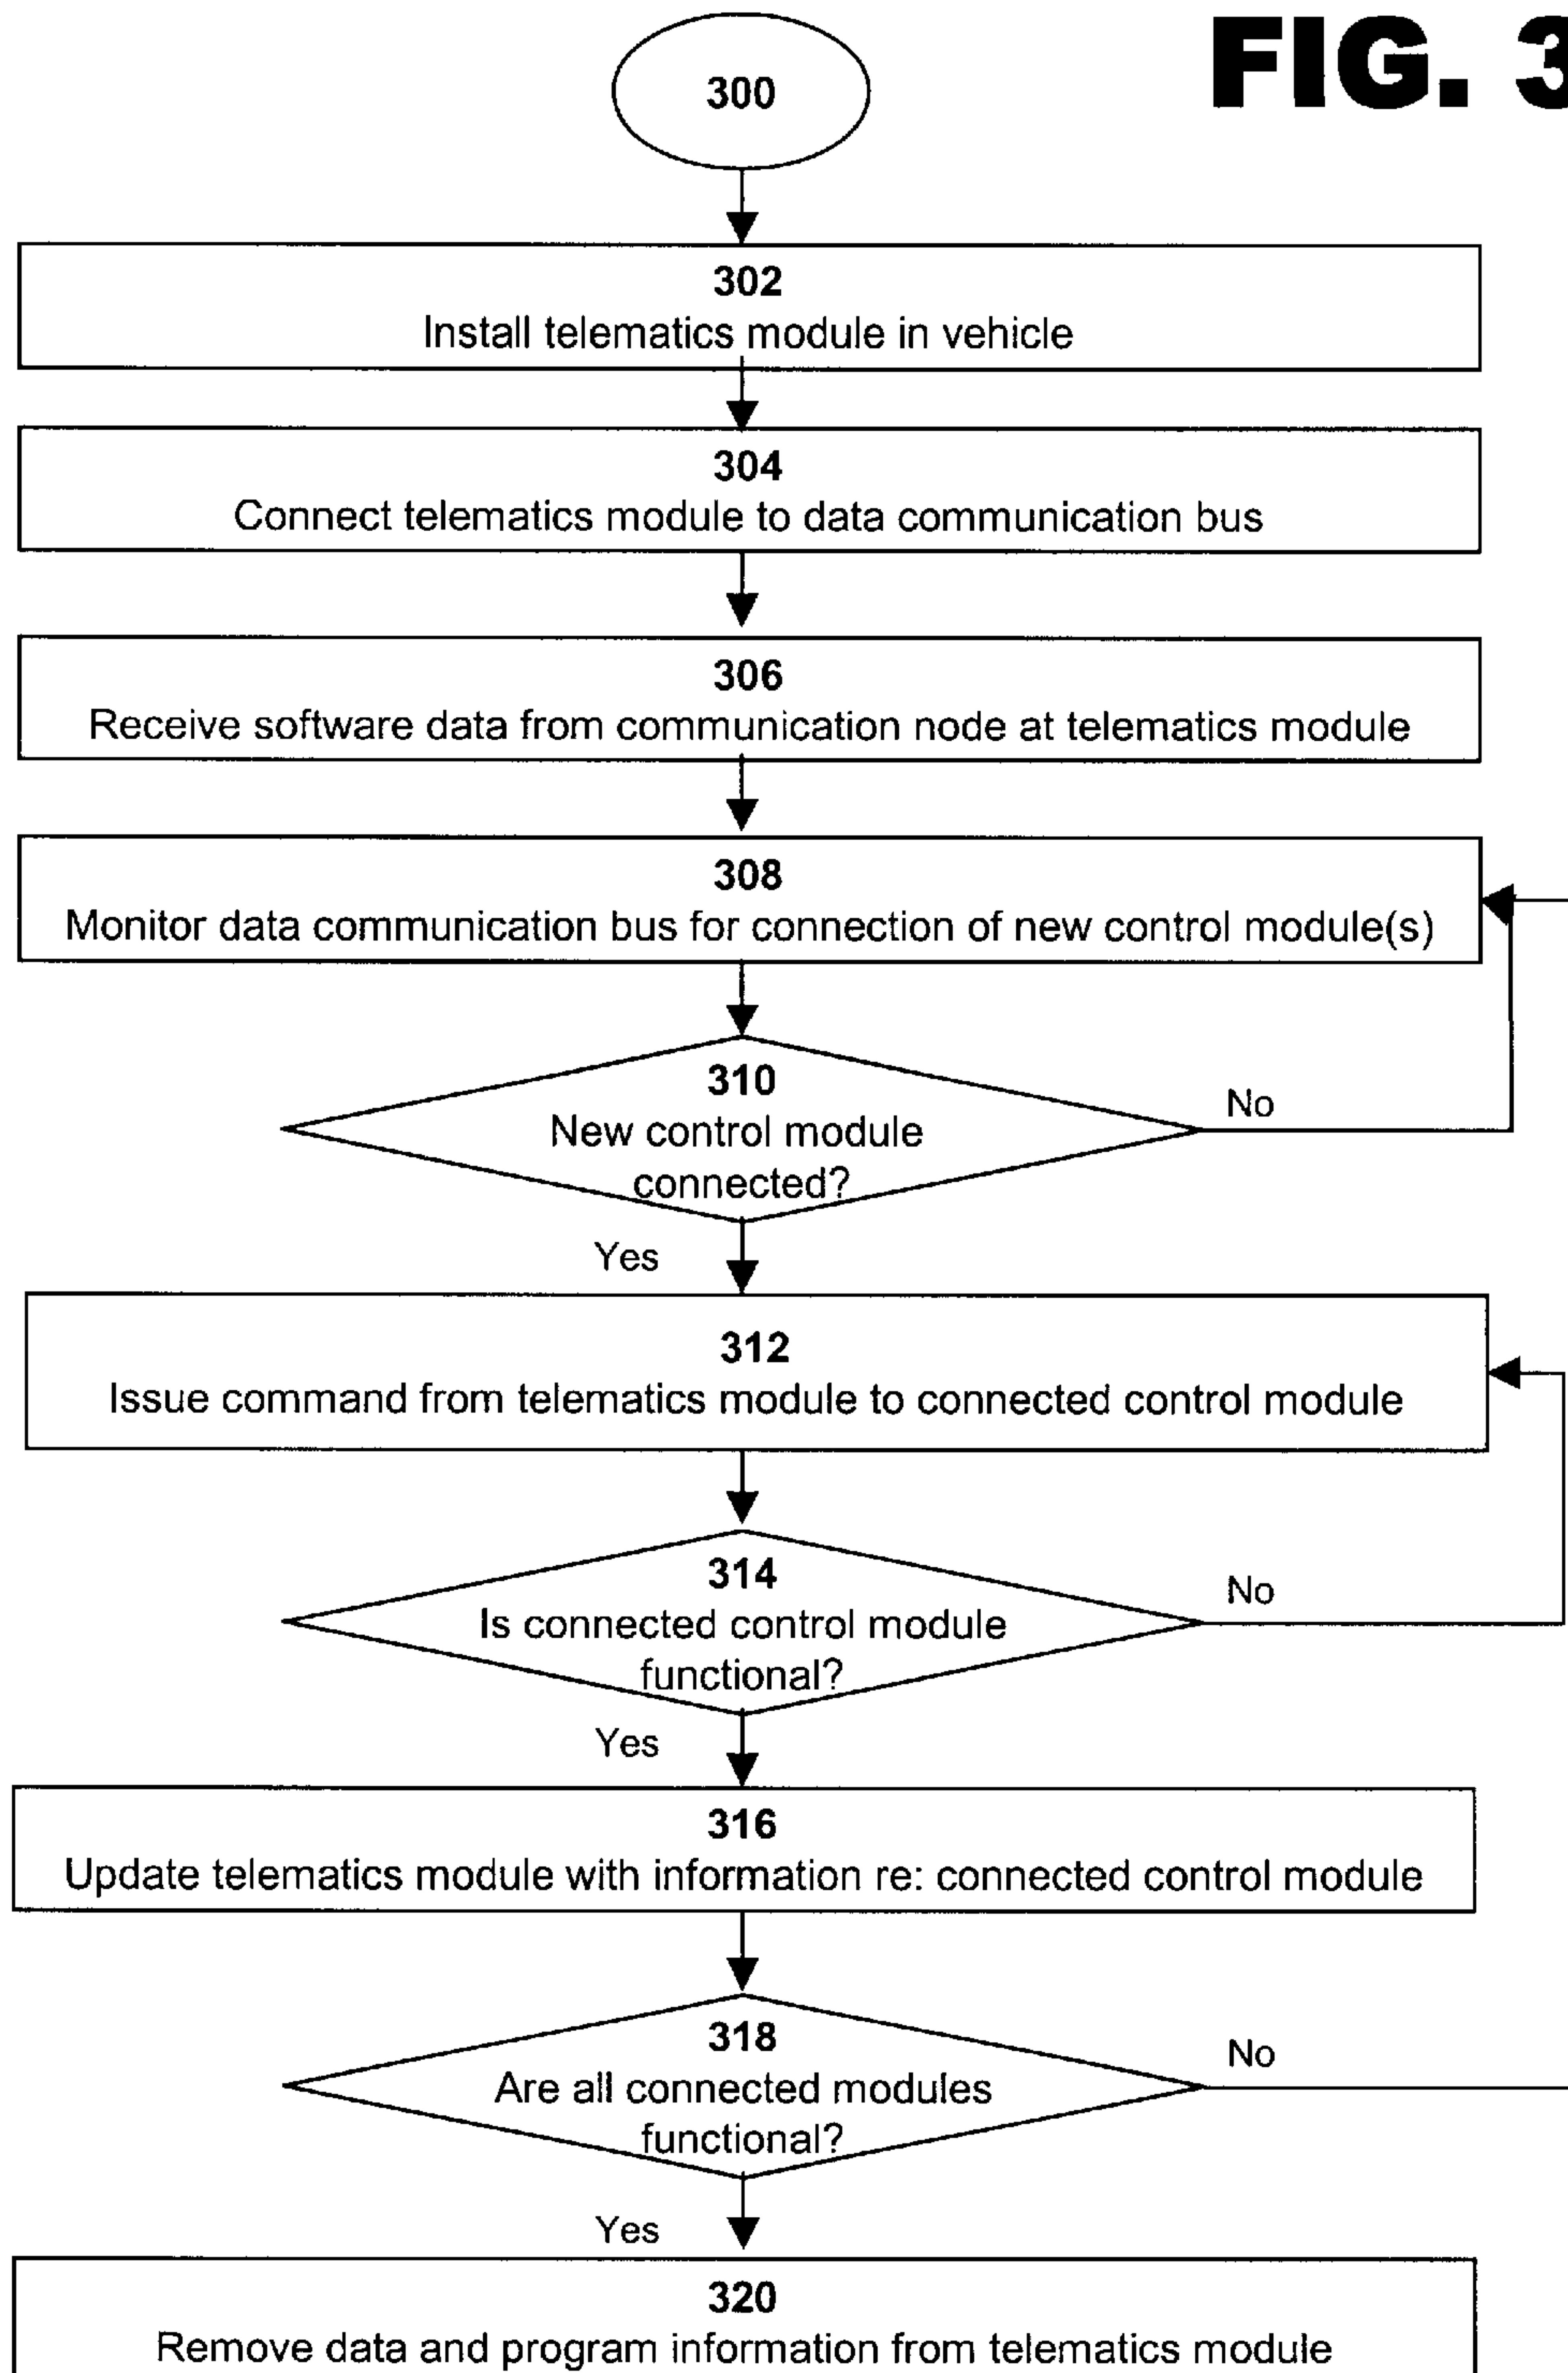 FIG. 3
300
302
Install telematics module in vehicle
304
Connect telematics module to data communication bus
306
Receive software data from communication node at telematics module
308
Monitor data communication bus for connection of new control module(s)
310
New control module
connected?
No
Yes
312
Issue command from telematics module to connected control module
314
Is connected control module
functional?
No
Yes
316
Update telematics module with information re: connected control module
318
Are all connected modules
functional?
No
Yes
320
Remove data and program information from telematics module